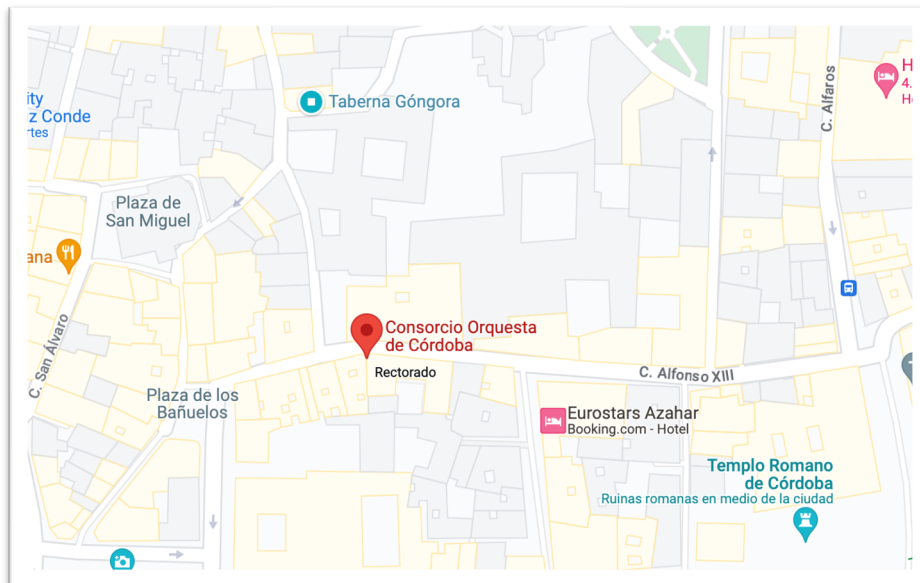 Taberna Góngora
C. Alfaros
H
4.
Ho
ity
z Conde
rtes
Plaza de
San Miguel
ana
C. San Álvaro
Consorcio Orquesta
de Córdoba
Rectorado
C. Alfonso XIII
Plaza de los
Bañuelos
Eurostars Azahar
Booking.com - Hotel
Templo Romano
de Córdoba
Ruinas romanas en medio de la ciudad